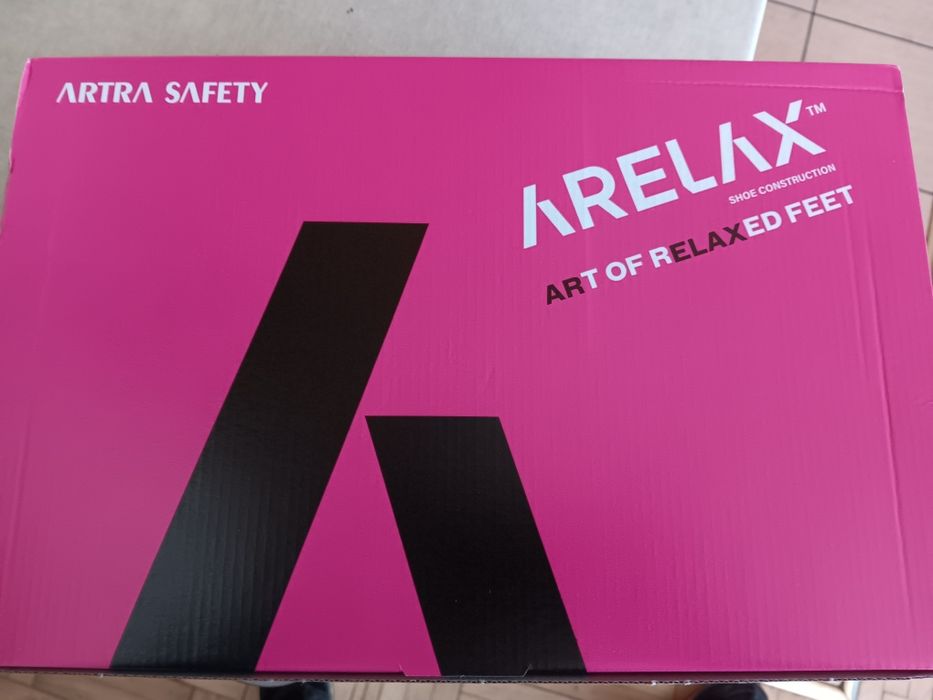 ARTRA SAFETY
ARELAX™
SHOE CONSTRUCTION
ART OF RELAXED FEET